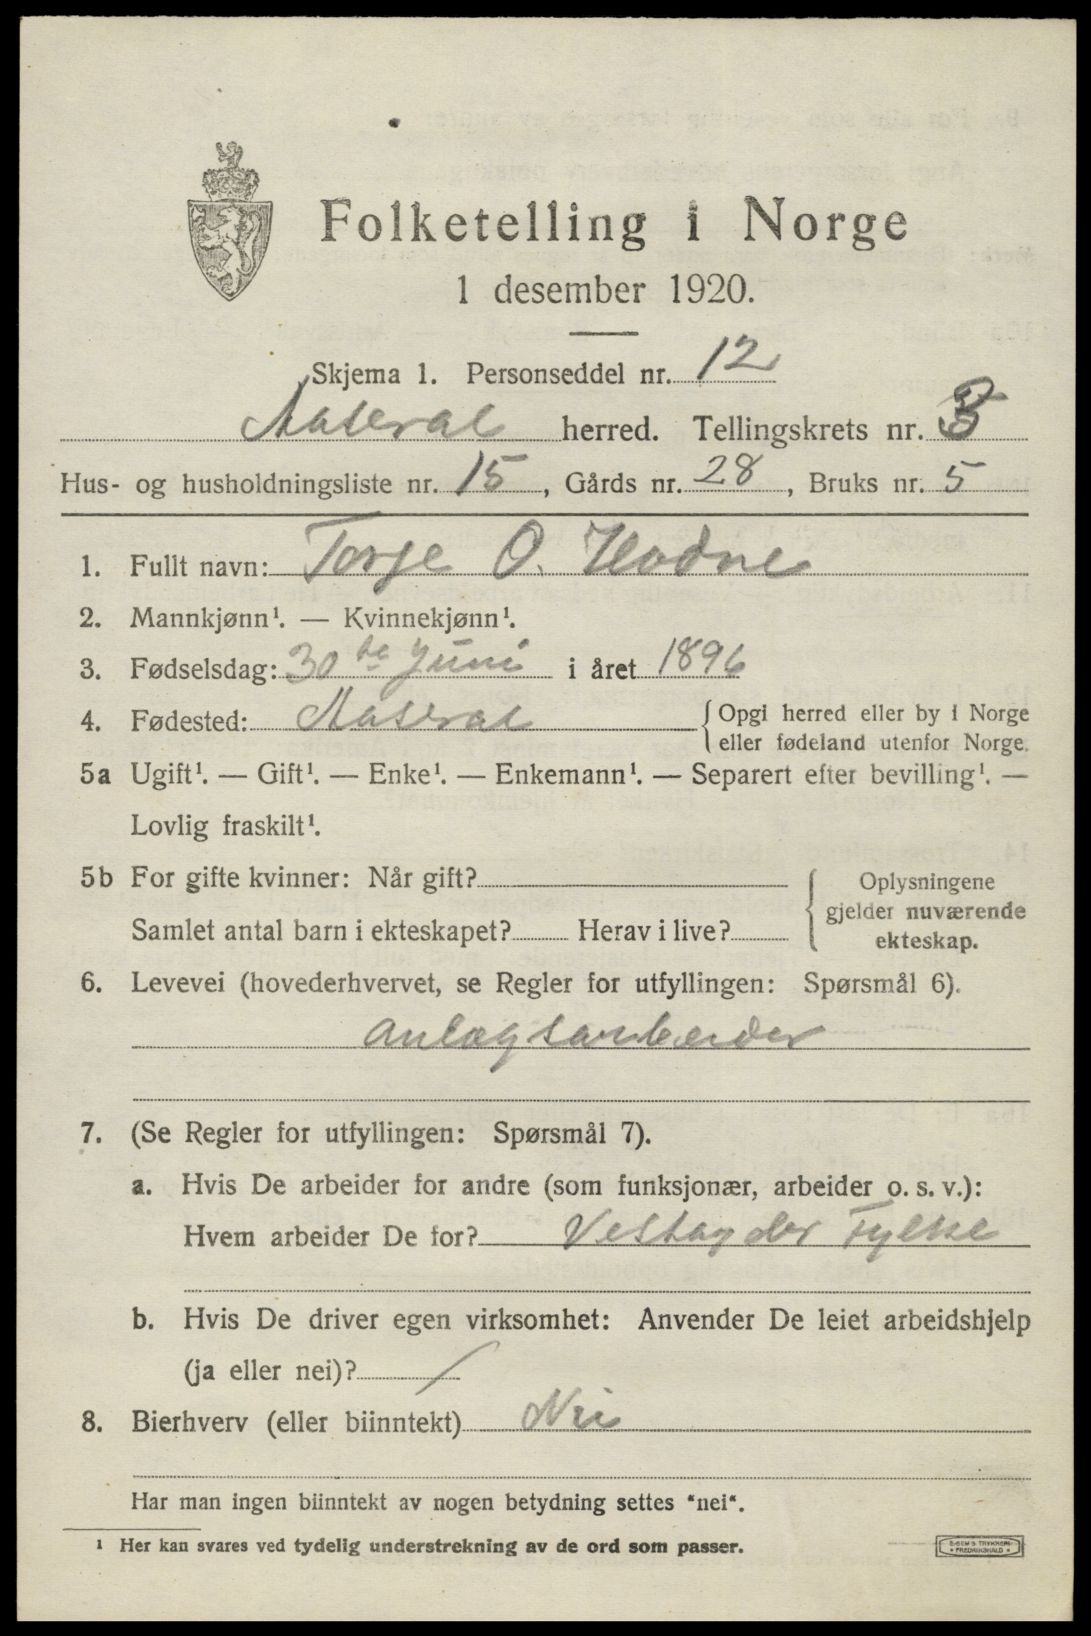 Folketelling i Norge
1 desember 1920.
Skjema 1. Personseddel nr. 12
Aaseral herred. Tellingskrets nr. 3
Hus- og husholdningsliste nr. 15, Gårds nr. 28, Bruks nr. 5
1. Fullt navn: Torje O. Hodne
2. Mannkjønn¹. — Kvinnekjønn¹.
3. Fødselsdag: 30te Juni i året 1896
4. Fødested: Aaseral { Opgi herred eller by i Norge
eller fødeland utenfor Norge.
5a Ugift¹. — Gift¹. — Enke¹. — Enkemann¹. — Separert efter bevilling¹. —
Lovlig fraskilt¹.
5b For gifte kvinner: Når gift?
Samlet antal barn i ekteskapet? Herav i live?
Oplysningene
gjelder nuværende
ekteskap.
6. Levevei (hovederhvervet, se Regler for utfyllingen: Spørsmål 6).
anlægsarbeider
7. (Se Regler for utfyllingen: Spørsmål 7).
a. Hvis De arbeider for andre (som funksjonær, arbeider o. s. v.):
Hvem arbeider De for? Vestagder Fylke
b. Hvis De driver egen virksomhet: Anvender De leiet arbeidshjelp
(ja eller nei)? /
8. Bierhverv (eller biinntekt) Nei
Har man ingen biinntekt av nogen betydning settes "nei".
¹ Her kan svares ved tydelig understrekning av de ord som passer.